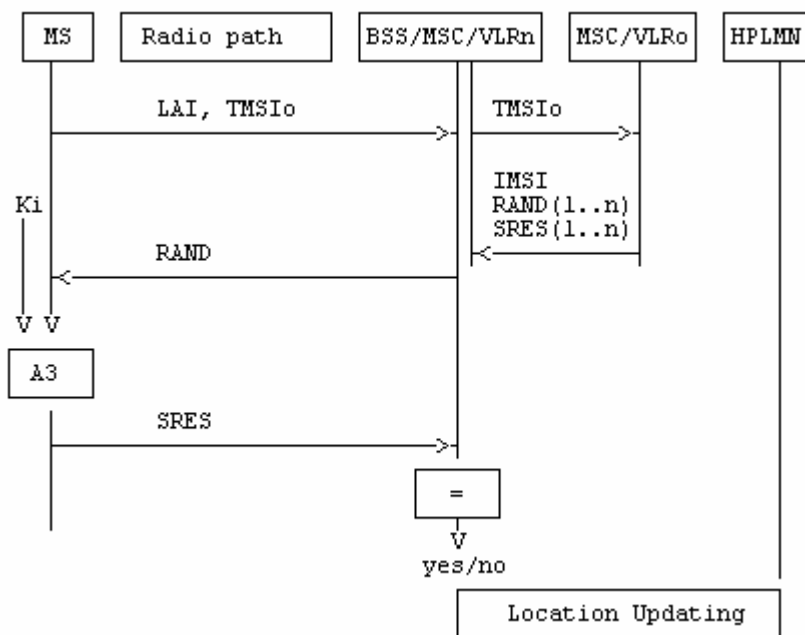 MS
Radio path
BSS/MSC/VLRn
MSC/VLRo
HPLMN
LAI, TMSIo
TMSIo
IMSI
RAND(1..n)
SRES(1..n)
Ki
RAND
A3
SRES
=
yes/no
Location Updating